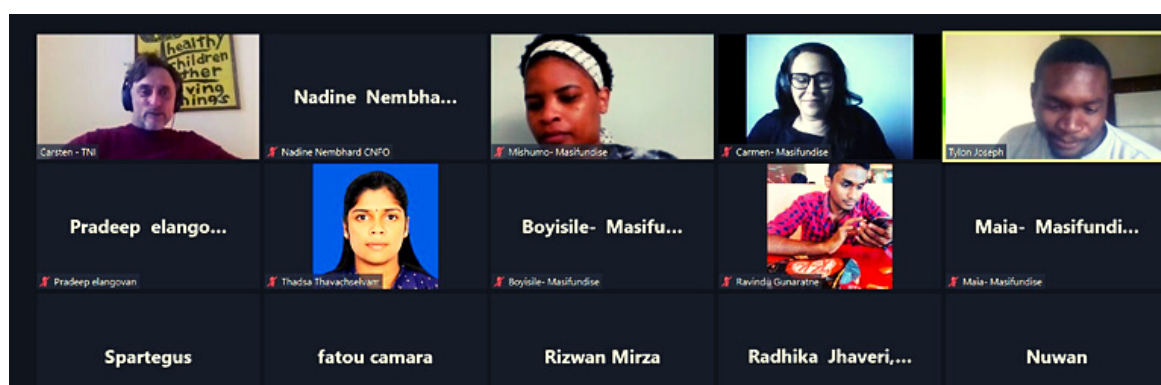 healthy
children
ther
ving
hings
Carsten - TNI
Nadine Nembha...
Nadine Nembhard CNFO
Mishumo- Masifundise
Carmen- Masifundise
Tylon Joseph
Pradeep elango...
Pradeep elangovan
Thadsa Thavachselvam
Boyisile- Masifu...
Boyisile- Masifundise
Ravindu Gunaratne
Maia- Masifundi...
Maia- Masifundise
Spartegus
fatou camara
Rizwan Mirza
Radhika Jhaveri,...
Nuwan